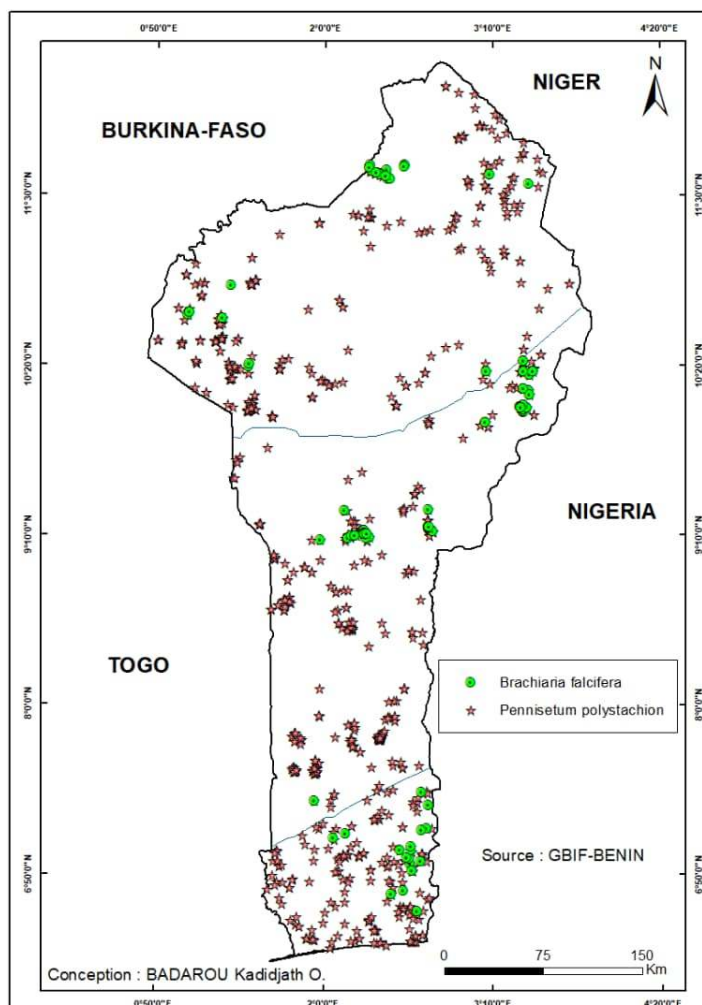 0°50'0"E 2°0'0"E 3°10'0"E 4°20'0"E
NIGER
N
BURKINA-FASO
11°30'0"N 11°30'0"N
10°20'0"N 10°20'0"N
NIGERIA
9°10'0"N 9°10'0"N
TOGO
Brachiaria falcifera
Pennisetum polystachion
8°0'0"N 8°0'0"N
Source : GBIF-BENIN
6°50'0"N 6°50'0"N
0 75 150
Km
Conception : BADAROU Kadidjath O.
0°50'0"E 2°0'0"E 3°10'0"E 4°20'0"E